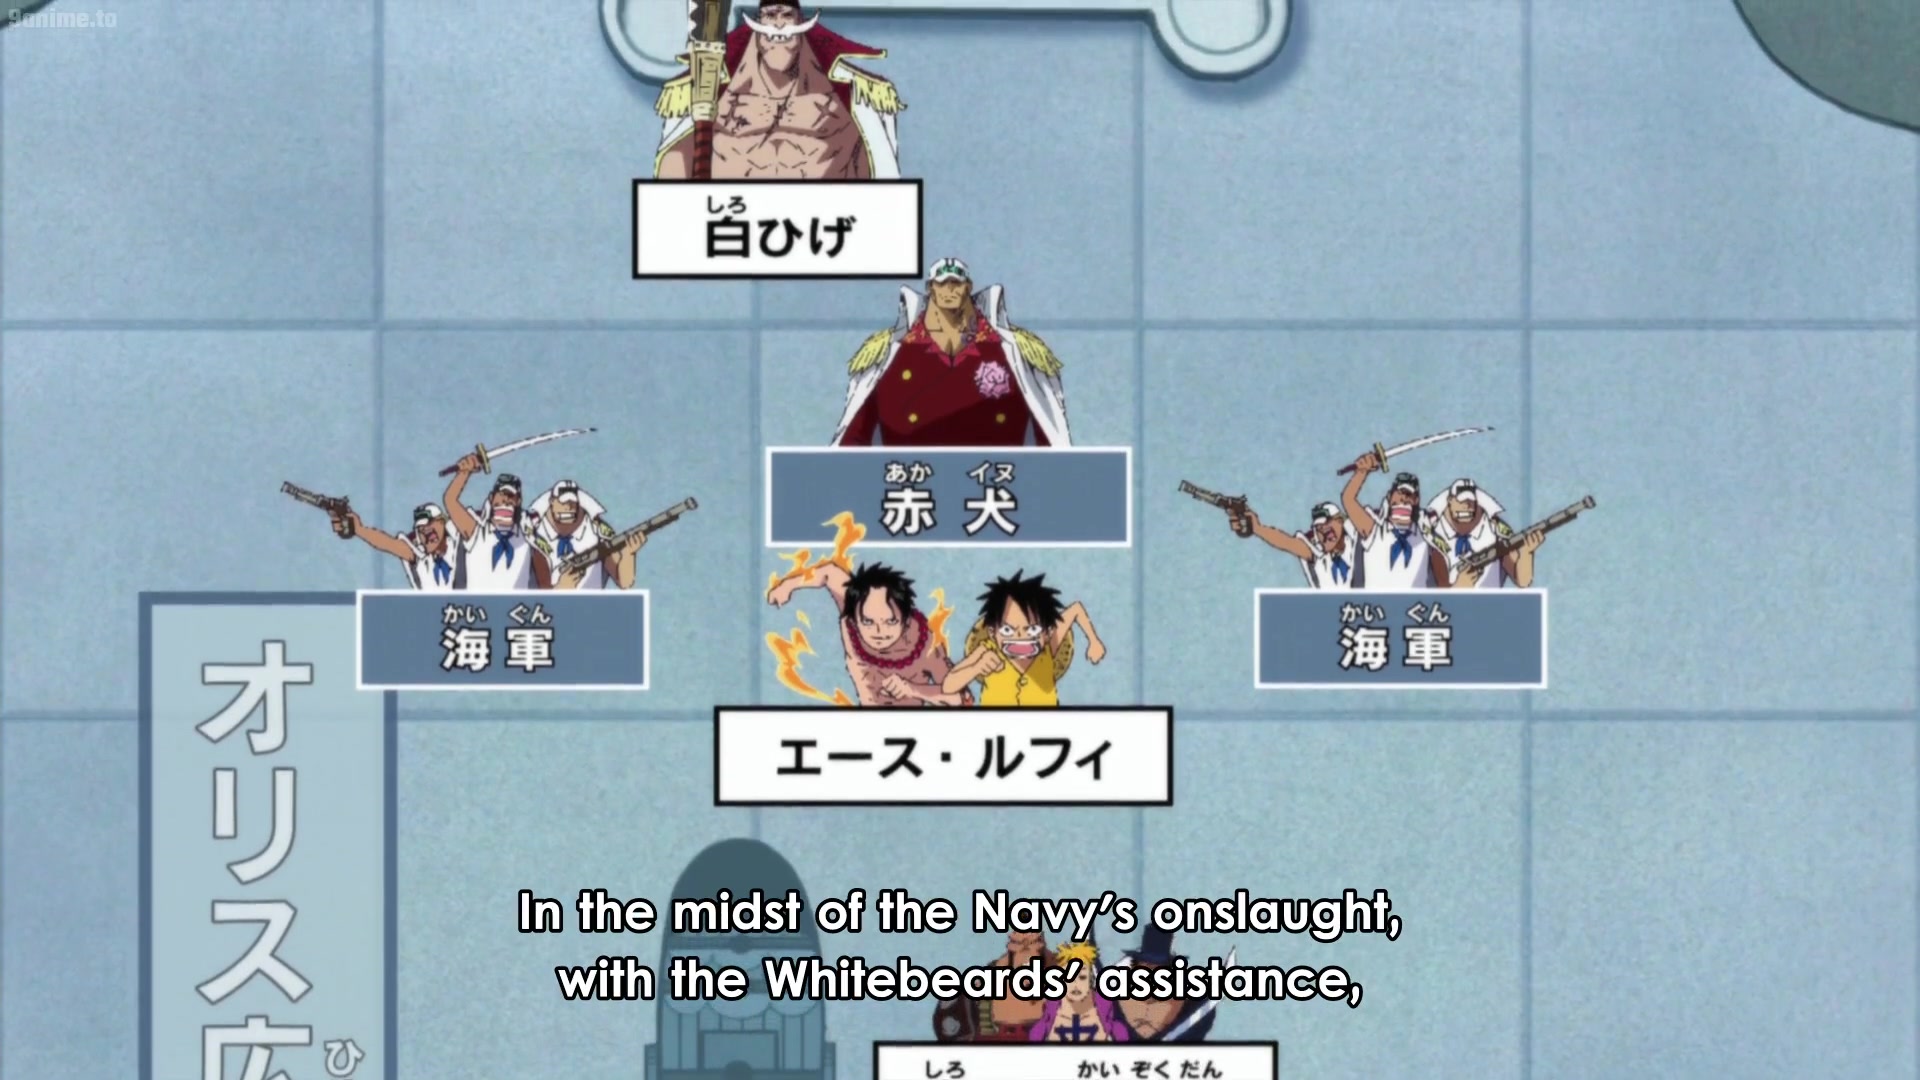 9anime.to
しろ
白ひげ
あか イヌ
赤犬
かい ぐん
海軍
かい ぐん
海軍
エース・ルフィ
オリス広
ひ
In the midst of the Navy's onslaught,
with the Whitebeards' assistance,
しろ かいぞくだん